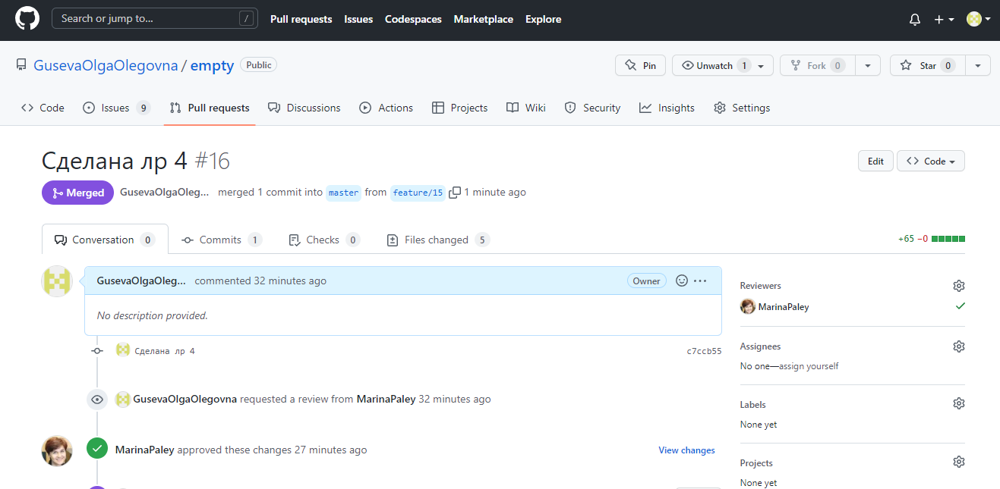 Search or jump to... /
Pull requests Issues Codespaces Marketplace Explore
GusevaOlgaOlegovna / empty Public
Pin Unwatch 1 Fork 0 Star 0
Code Issues 9 Pull requests Discussions Actions Projects Wiki Security Insights Settings
Сделана лр 4 #16
Edit Code
Merged GusevaOlgaOleg... merged 1 commit into master from feature/15 1 minute ago
Conversation 0 Commits 1 Checks 0 Files changed 5
+65 −0
GusevaOlgaOleg... commented 32 minutes ago Owner
No description provided.
Сделана лр 4 c7ccb55
GusevaOlgaOlegovna requested a review from MarinaPaley 32 minutes ago
MarinaPaley approved these changes 27 minutes ago View changes
Reviewers
MarinaPaley
Assignees
No one—assign yourself
Labels
None yet
Projects
None yet